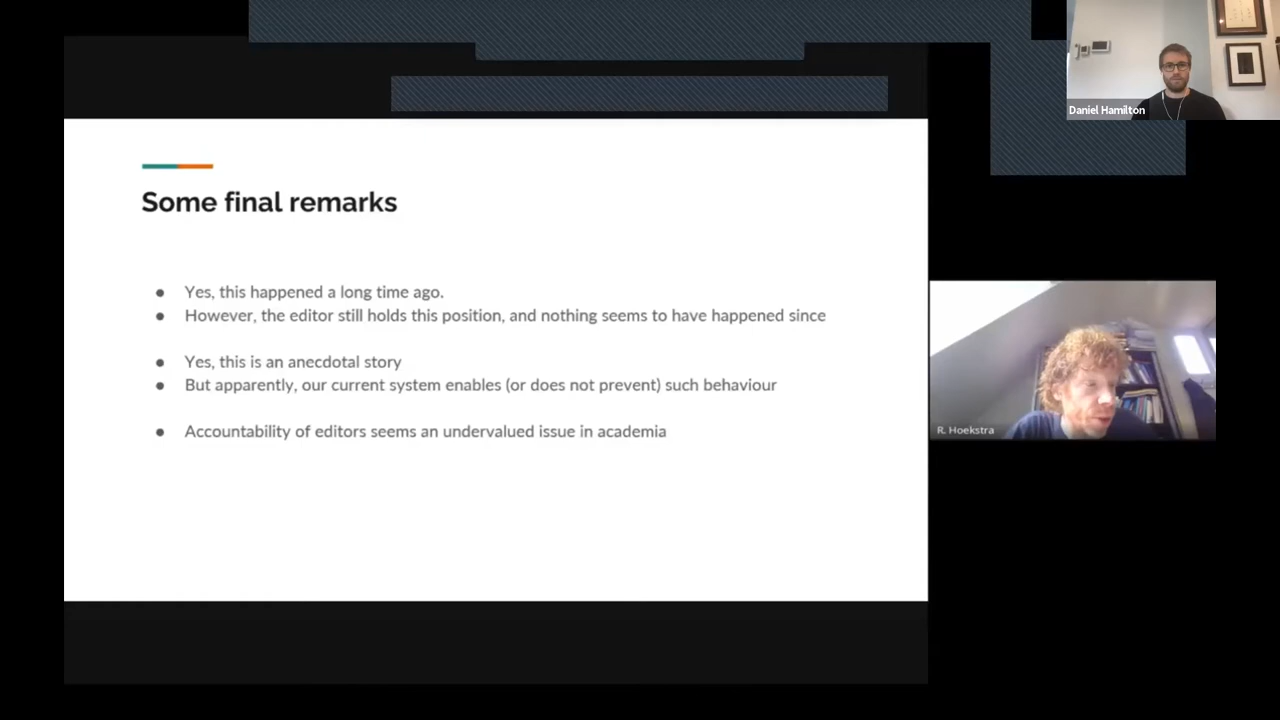 Daniel Hamilton
Some final remarks
● Yes, this happened a long time ago.
● However, the editor still holds this position, and nothing seems to have happened since
● Yes, this is an anecdotal story
● But apparently, our current system enables (or does not prevent) such behaviour
● Accountability of editors seems an undervalued issue in academia
R. Hoekstra